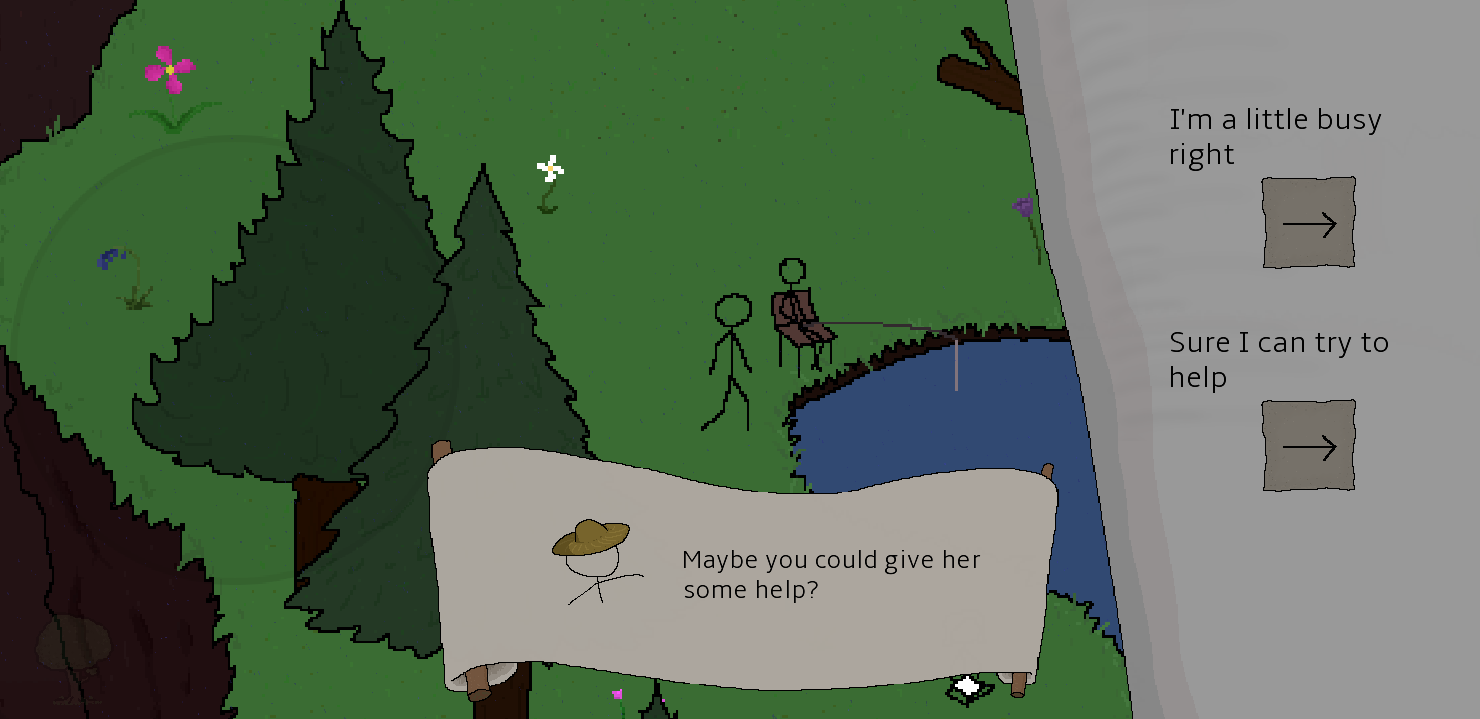 I'm a little busy
right
Sure I can try to
help
Maybe you could give her
some help?